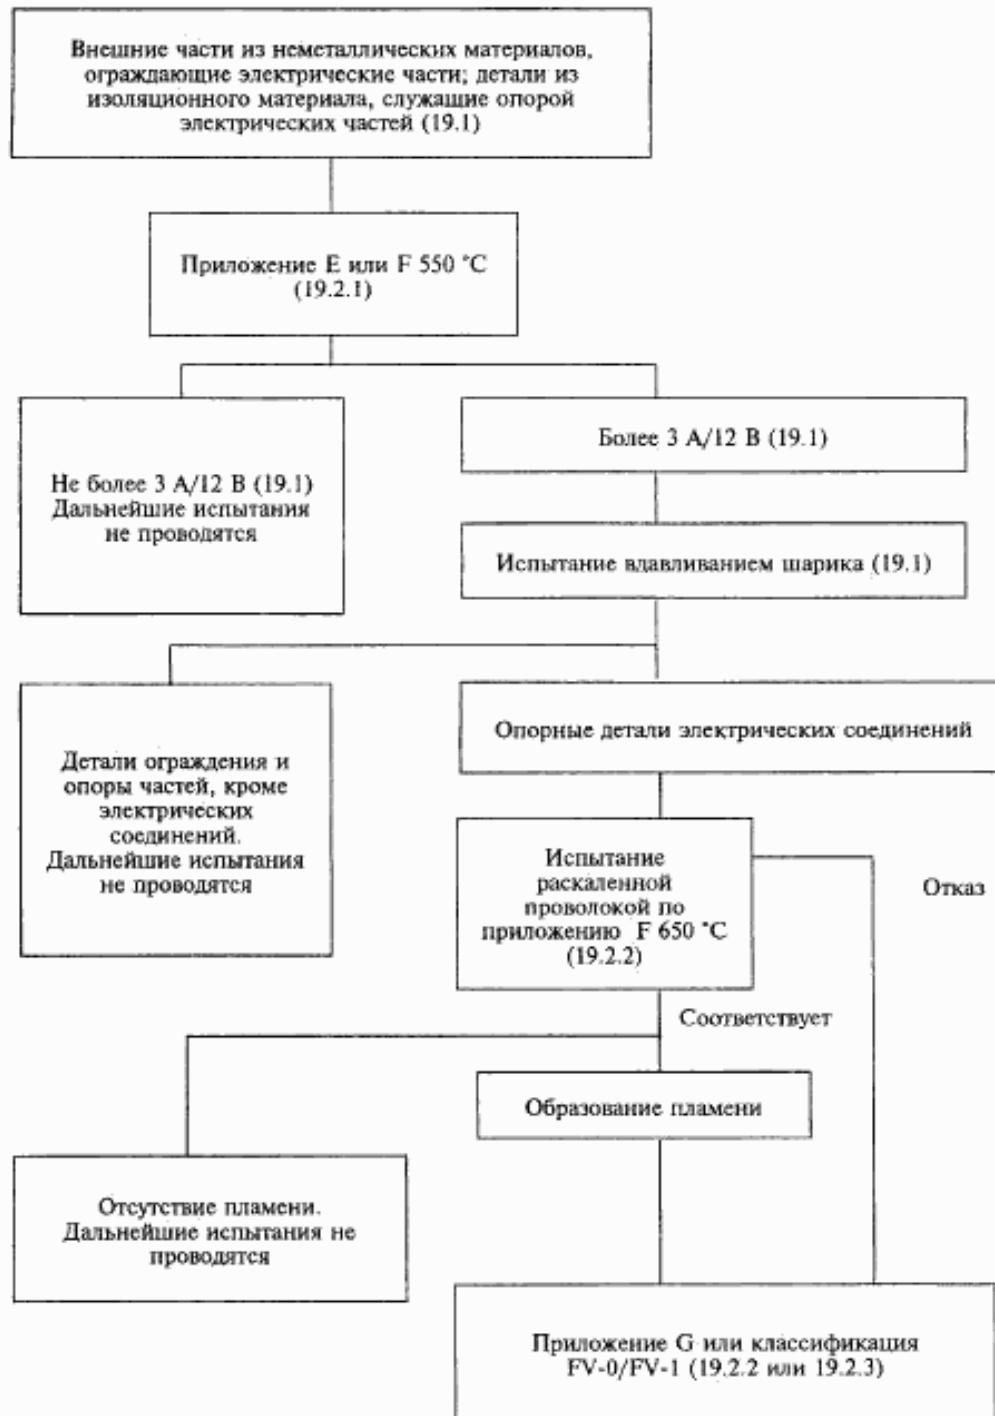 Внешние части из неметаллических материалов,
ограждающие электрические части; детали из
изоляционного материала, служащие опорой
электрических частей (19.1)
Приложение E или F 550 °C
(19.2.1)
Не более 3 А/12 В (19.1)
Дальнейшие испытания
не проводятся
Более 3 А/12 В (19.1)
Испытание вдавливанием шарика (19.1)
Детали ограждения и
опоры частей, кроме
электрических
соединений.
Дальнейшие испытания
не проводятся
Опорные детали электрических соединений
Испытание
раскаленной
проволокой по
приложению F 650 °C
(19.2.2)
Отказ
Соответствует
Образование пламени
Отсутствие пламени.
Дальнейшие испытания не
проводятся
Приложение G или классификация
FV-0/FV-1 (19.2.2 или 19.2.3)